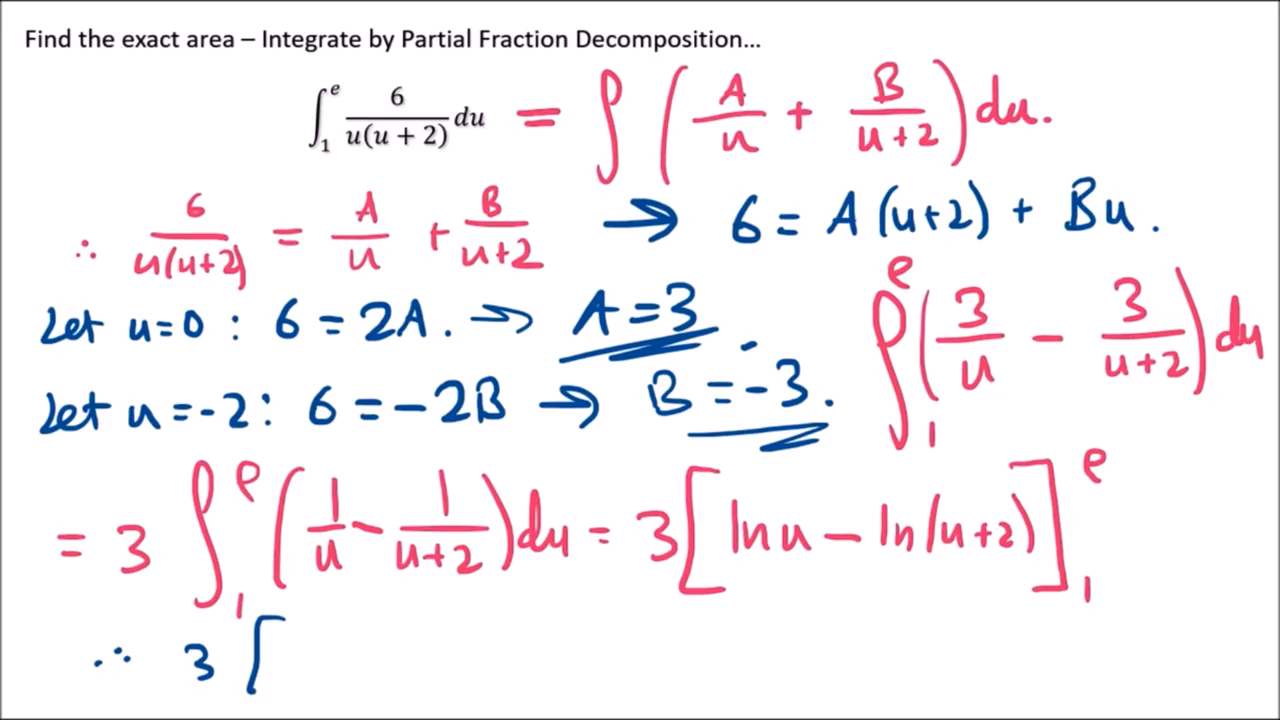 Find the exact area – Integrate by Partial Fraction Decomposition...
∫₁ᵉ 6/(u(u + 2)) du = ∫ (A/u + B/(u+2)) du.
∴ 6/(u(u+2)) = A/u + B/(u+2) → 6 = A(u+2) + Bu.
Let u=0 : 6 = 2A. → A = 3
Let u = -2 : 6 = -2B → B = -3.
∫₁ᵉ (3/u - 3/(u+2)) du
= 3 ∫₁ᵉ (1/u - 1/(u+2)) du = 3 [ln u - ln(u+2)]₁ᵉ
∴ 3 [